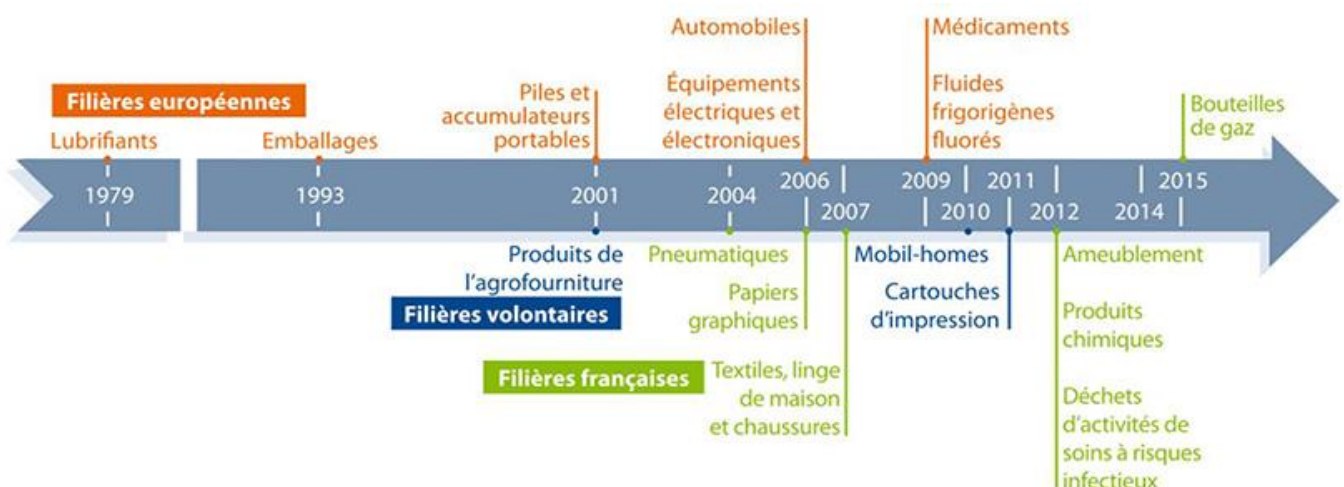 Automobiles
Médicaments
Filières européennes
Piles et
accumulateurs
portables
Équipements
électriques et
électroniques
Fluides
frigorigènes
fluorés
Bouteilles
de gaz
Lubrifiants
Emballages
1979
1993
2001
2004
2006
2007
2009
2010
2011
2012
2014
2015
Produits de
l'agrofourniture
Filières volontaires
Pneumatiques
Papiers
graphiques
Mobil-homes
Cartouches
d'impression
Ameublement
Produits
chimiques
Filières françaises
Textiles, linge
de maison
et chaussures
Déchets
d'activités de
soins à risques
infectieux